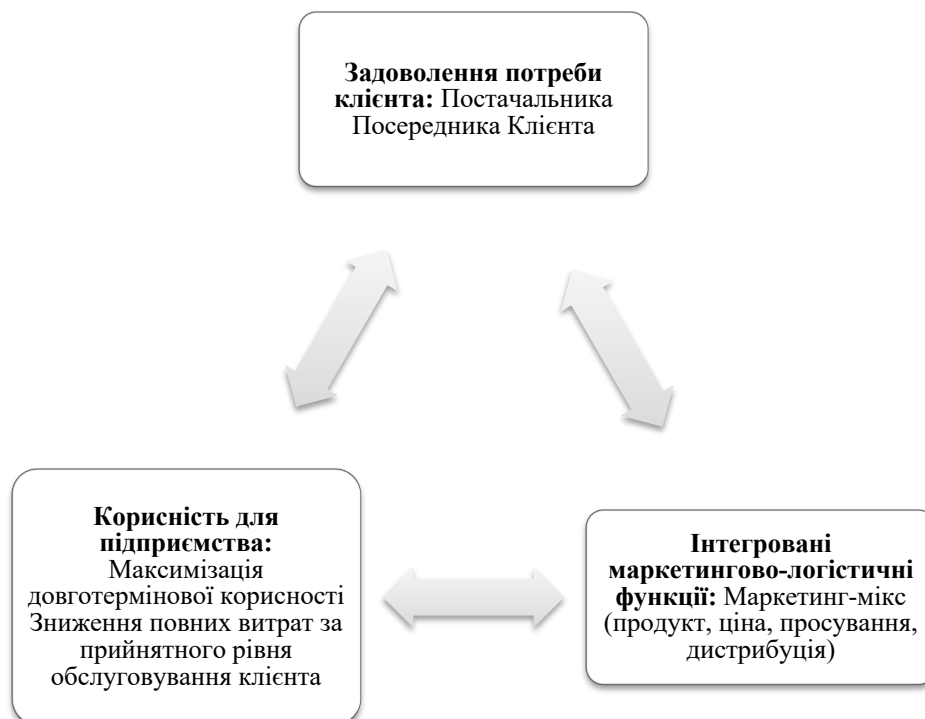 Задоволення потреби
клієнта: Постачальника
Посередника Клієнта
Корисність для
підприємства:
Максимізація
довготермінової корисності
Зниження повних витрат за
прийнятного рівня
обслуговування клієнта
Інтегровані
маркетингово-логістичні
функції: Маркетинг-мікс
(продукт, ціна, просування,
дистрибуція)